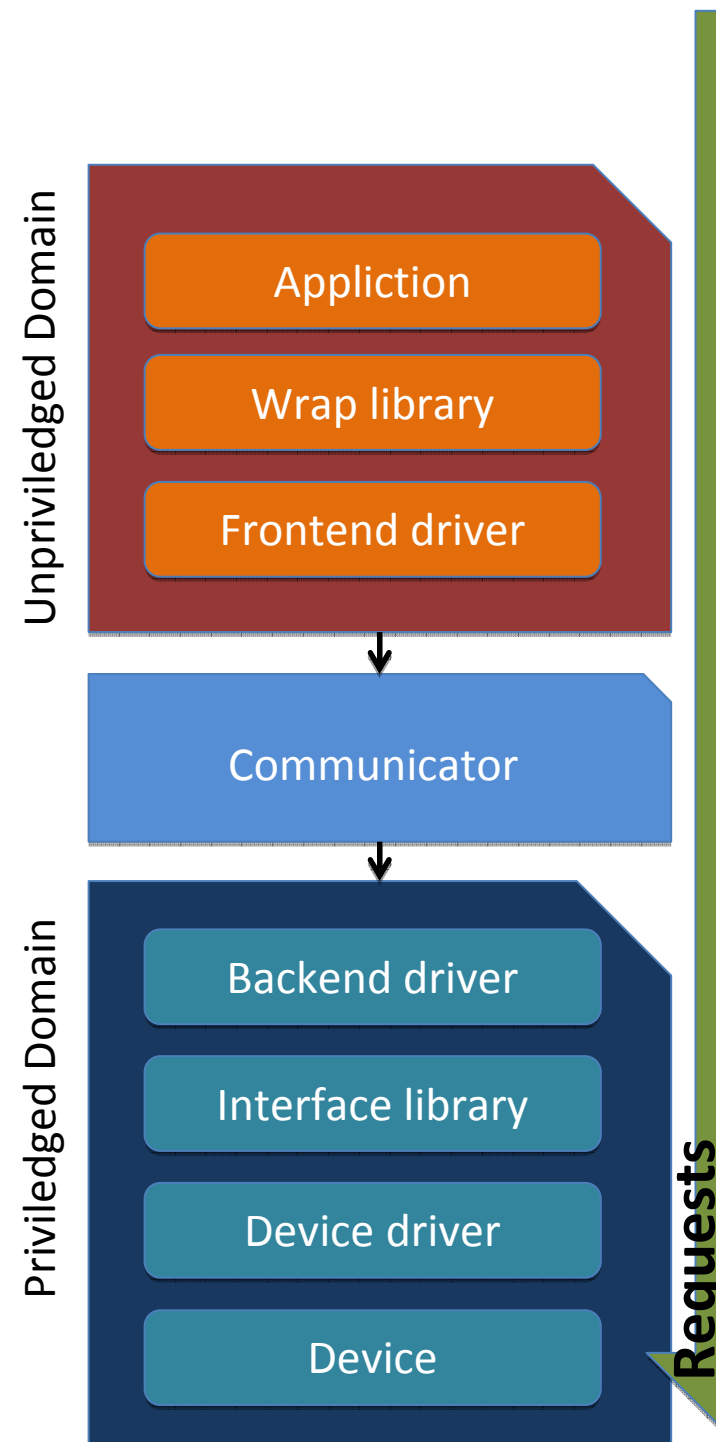 Unpriviledged Domain
Appliction
Wrap library
Frontend driver
Communicator
Priviledged Domain
Backend driver
Interface library
Device driver
Device
Requests